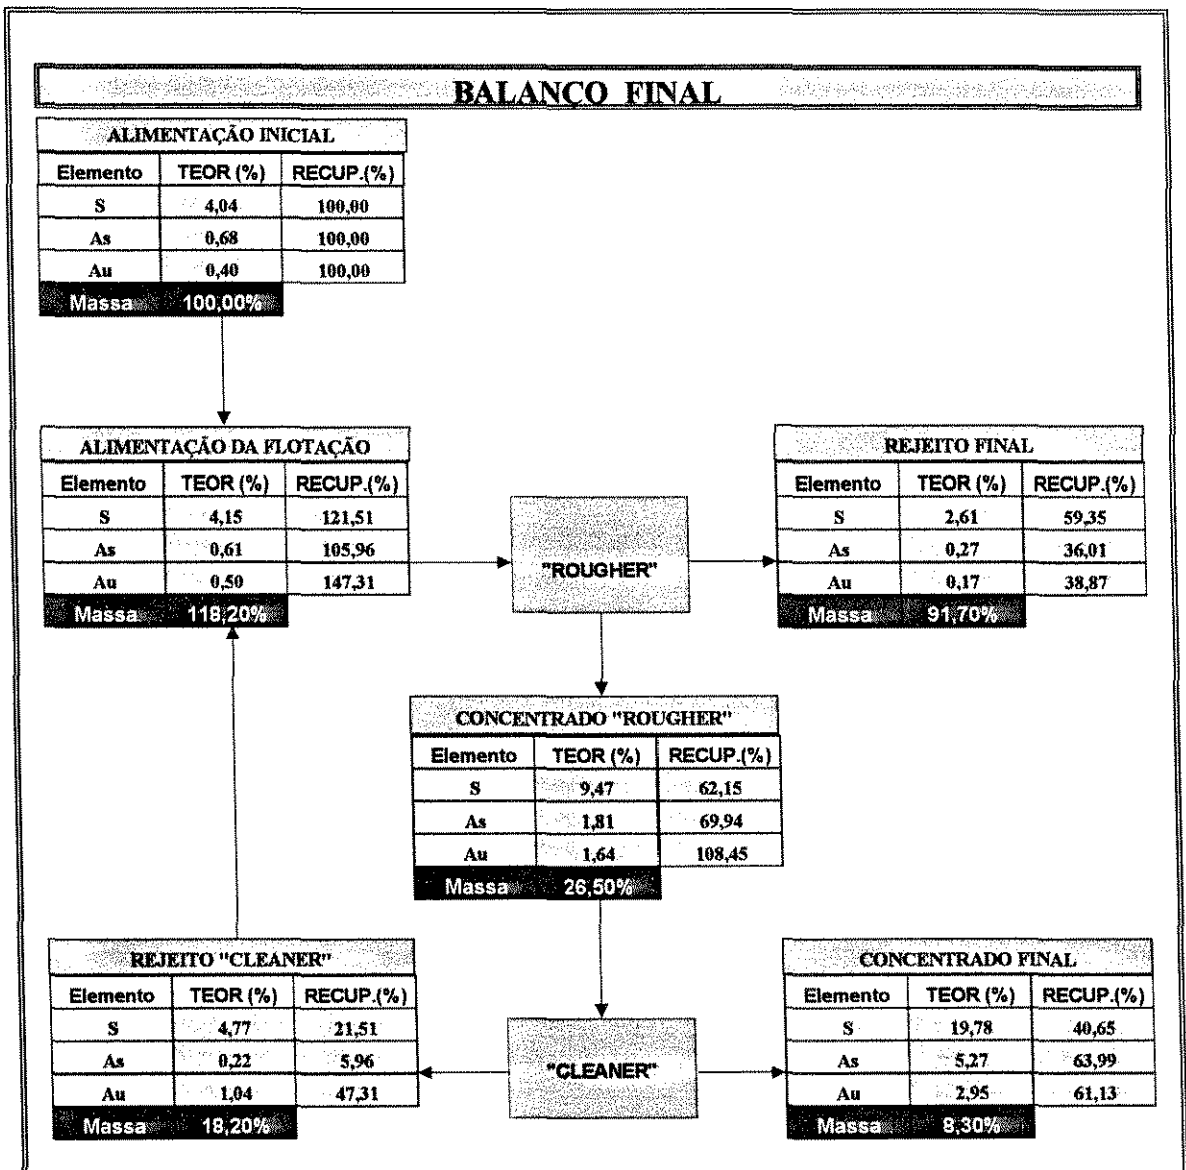 BALANÇO FINAL
ALIMENTAÇÃO INICIAL
Elemento TEOR (%) RECUP.(%)
S 4,04 100,00
As 0,68 100,00
Au 0,40 100,00
Massa 100,00%
ALIMENTAÇÃO DA FLOTAÇÃO
Elemento TEOR (%) RECUP.(%)
S 4,15 121,51
As 0,61 105,96
Au 0,50 147,31
Massa 118,20%
"ROUGHER"
REJEITO FINAL
Elemento TEOR (%) RECUP.(%)
S 2,61 59,35
As 0,27 36,01
Au 0,17 38,87
Massa 91,70%
CONCENTRADO "ROUGHER"
Elemento TEOR (%) RECUP.(%)
S 9,47 62,15
As 1,81 69,94
Au 1,64 108,45
Massa 26,50%
REJEITO "CLEANER"
Elemento TEOR (%) RECUP.(%)
S 4,77 21,51
As 0,22 5,96
Au 1,04 47,31
Massa 18,20%
"CLEANER"
CONCENTRADO FINAL
Elemento TEOR (%) RECUP.(%)
S 19,78 40,65
As 5,27 63,99
Au 2,95 61,13
Massa 8,30%